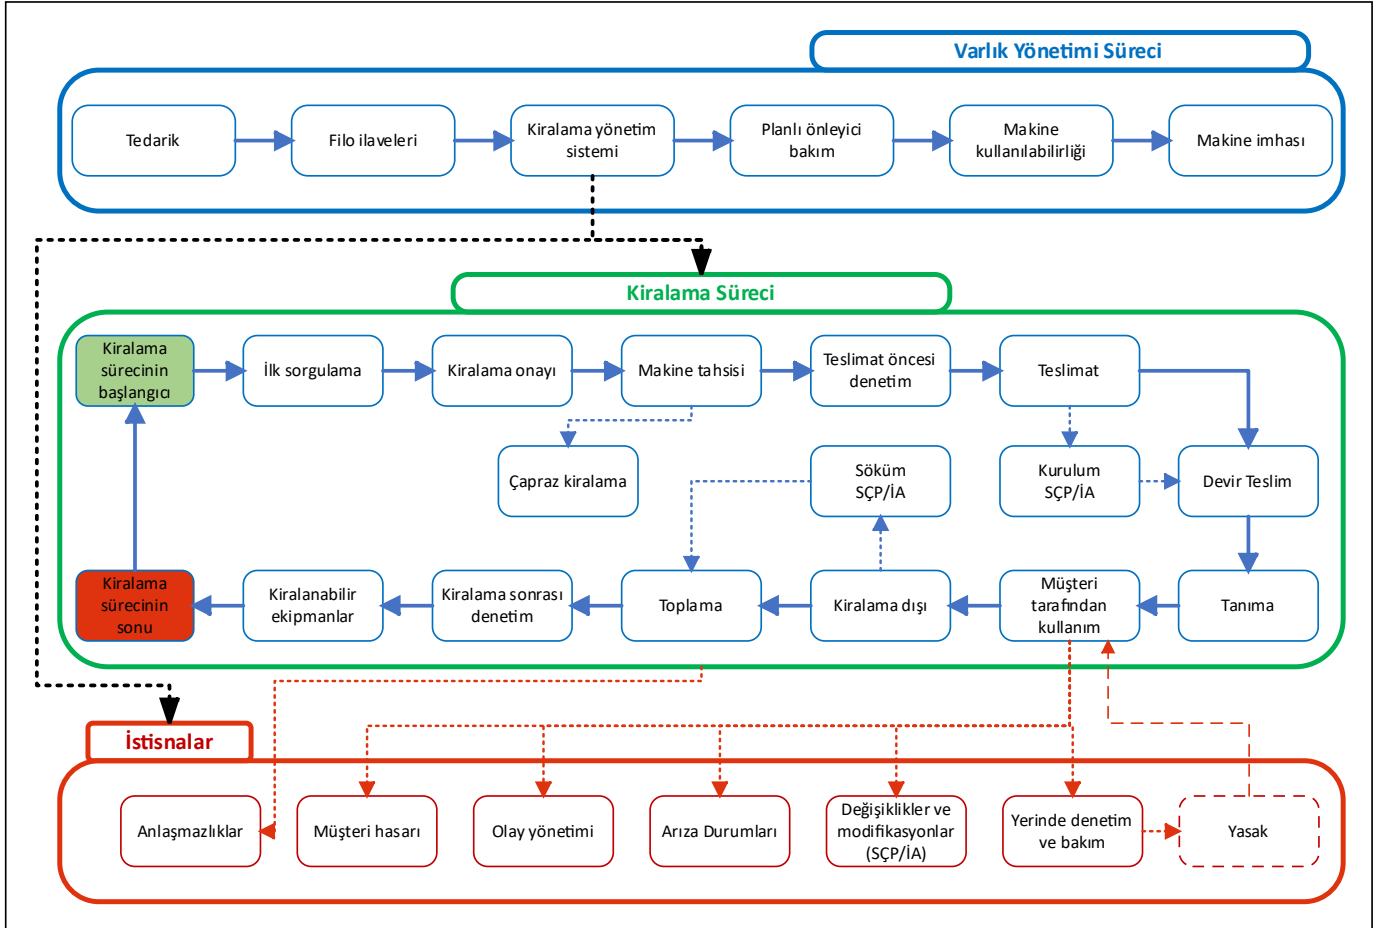 Varlık Yönetimi Süreci
Tedarik
Filo ilaveleri
Kiralama yönetim
sistemi
Planlı önleyici
bakım
Makine
kullanılabilirliği
Makine imhası
Kiralama Süreci
Kiralama
sürecinin
başlangıcı
İlk sorgulama
Kiralama onayı
Makine tahsisi
Teslimat öncesi
denetim
Teslimat
Çapraz kiralama
Söküm
SÇP/İA
Kurulum
SÇP/İA
Devir Teslim
Kiralama
sürecinin
sonu
Kiralanabilir
ekipmanlar
Kiralama sonrası
denetim
Toplama
Kiralama dışı
Müşteri
tarafından
kullanım
Tanıma
İstisnalar
Anlaşmazlıklar
Müşteri hasarı
Olay yönetimi
Arıza Durumları
Değişiklikler ve
modifikasyonlar
(SÇP/İA)
Yerinde denetim
ve bakım
Yasak